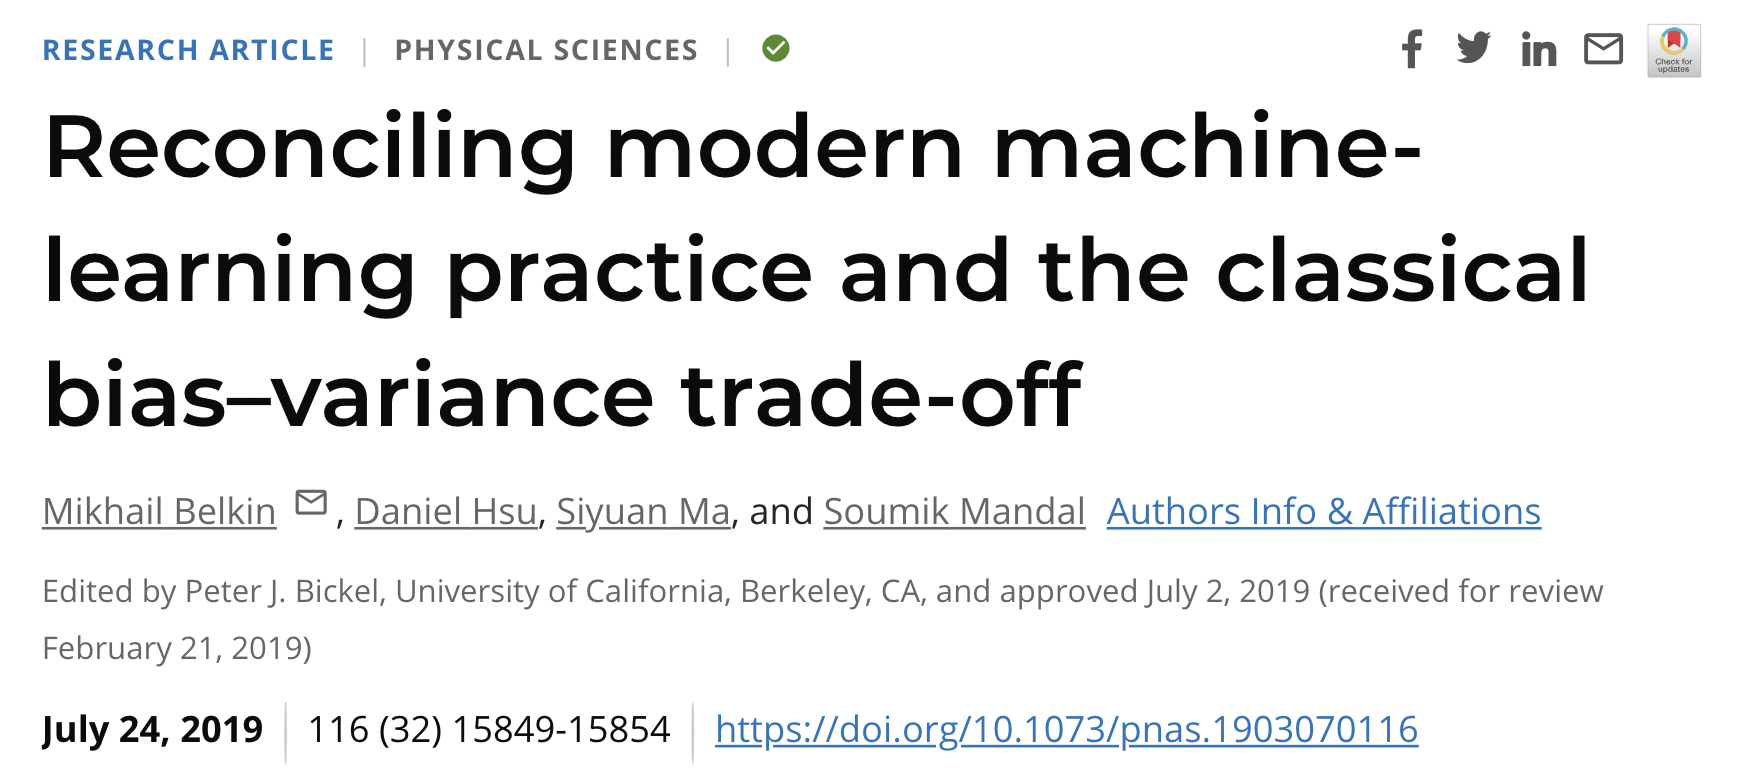 RESEARCH ARTICLE | PHYSICAL SCIENCES |
Check for
updates
Reconciling modern machine-
learning practice and the classical
bias–variance trade-off
Mikhail Belkin , Daniel Hsu, Siyuan Ma, and Soumik Mandal Authors Info & Affiliations
Edited by Peter J. Bickel, University of California, Berkeley, CA, and approved July 2, 2019 (received for review
February 21, 2019)
July 24, 2019 | 116 (32) 15849-15854 | https://doi.org/10.1073/pnas.1903070116